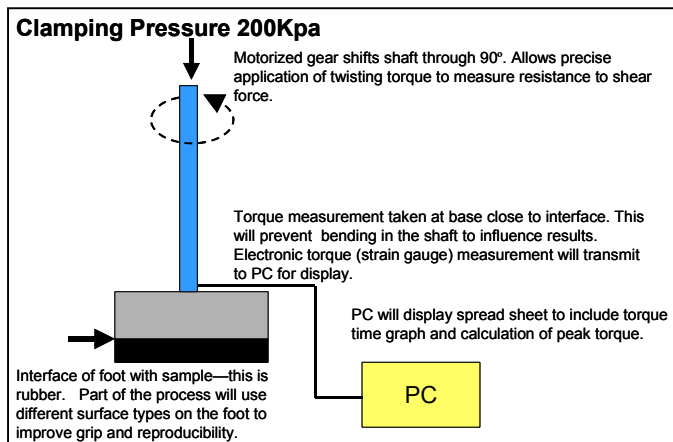 Clamping Pressure 200Kpa
Motorized gear shifts shaft through 90º. Allows precise
application of twisting torque to measure resistance to shear
force.
Torque measurement taken at base close to interface. This
will prevent bending in the shaft to influence results.
Electronic torque (strain gauge) measurement will transmit
to PC for display.
PC will display spread sheet to include torque
time graph and calculation of peak torque.
Interface of foot with sample—this is
rubber. Part of the process will use
different surface types on the foot to
improve grip and reproducibility.
PC